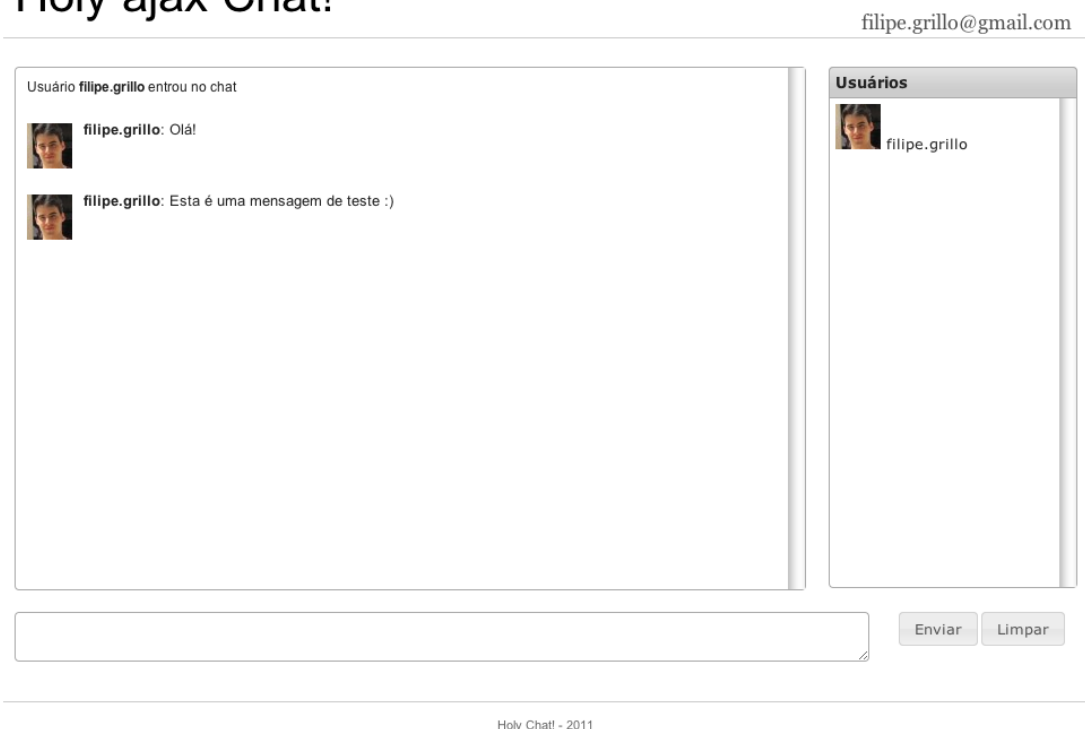 Holy ajax Chat!
filipe.grillo@gmail.com
Usuário filipe.grillo entrou no chat
filipe.grillo: Olá!
filipe.grillo: Esta é uma mensagem de teste :)
Usuários
filipe.grillo
Enviar
Limpar
Holy Chat! - 2011